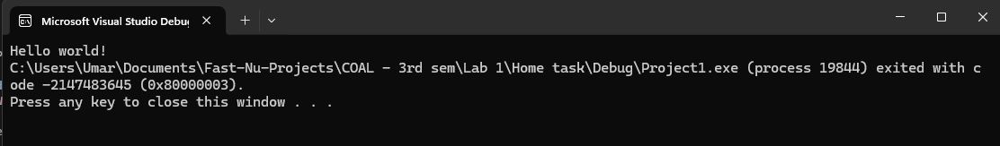 Microsoft Visual Studio Debug
Hello world!
C:\Users\Umar\Documents\Fast-Nu-Projects\COAL - 3rd sem\Lab 1\Home task\Debug\Project1.exe (process 19844) exited with c
ode -2147483645 (0x80000003).
Press any key to close this window . . .